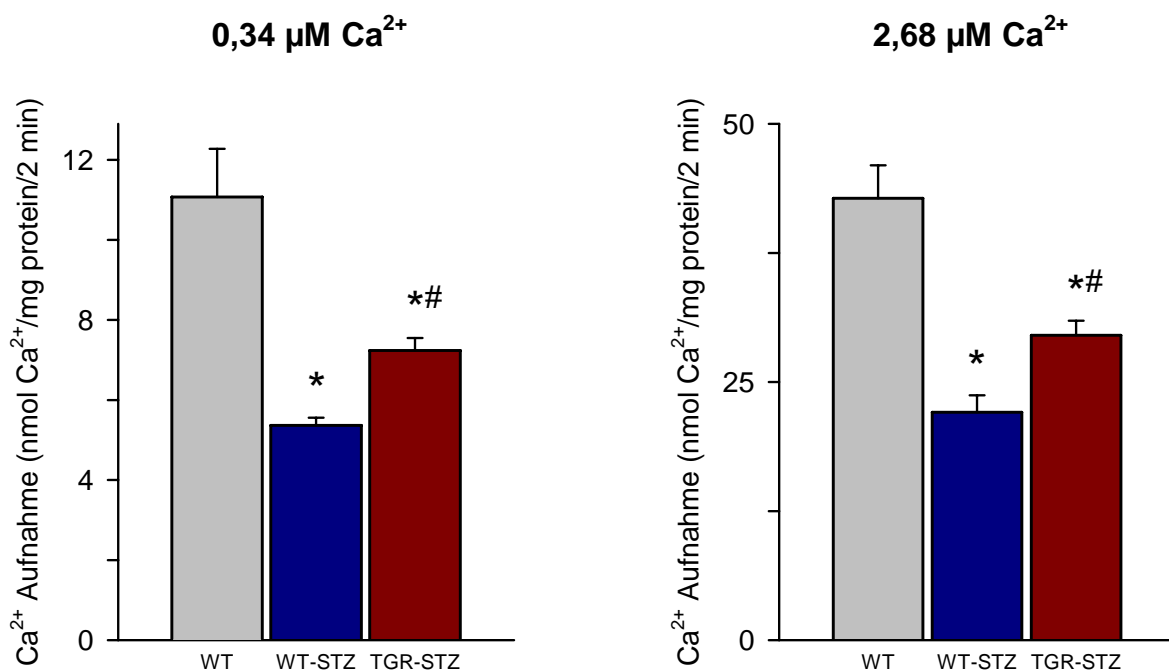 0,34 µM Ca²⁺
Ca²⁺ Aufnahme (nmol Ca²⁺/mg protein/2 min)
12
8
4
0
*
*#
WT
WT-STZ
TGR-STZ
2,68 µM Ca²⁺
Ca²⁺ Aufnahme (nmol Ca²⁺/mg protein/2 min)
50
25
0
*
*#
WT
WT-STZ
TGR-STZ